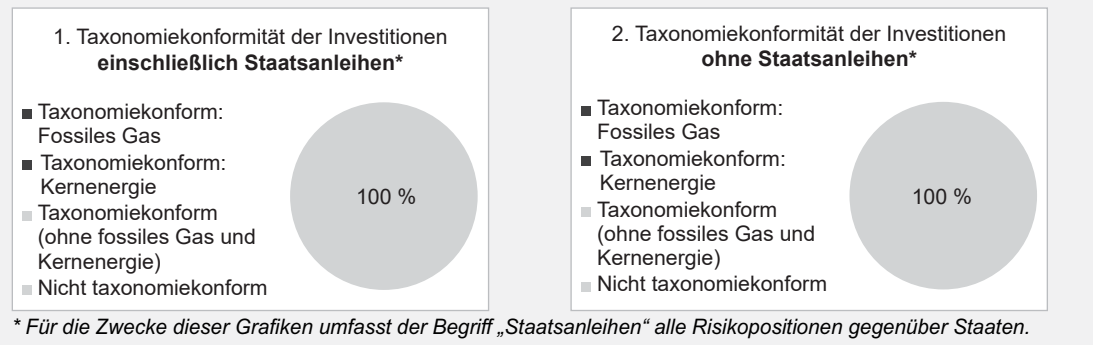 1. Taxonomiekonformität der Investitionen
einschließlich Staatsanleihen*
Taxonomiekonform:
Fossiles Gas
Taxonomiekonform:
Kernenergie
Taxonomiekonform
(ohne fossiles Gas und
Kernenergie)
Nicht taxonomiekonform
100 %
2. Taxonomiekonformität der Investitionen
ohne Staatsanleihen*
Taxonomiekonform:
Fossiles Gas
Taxonomiekonform:
Kernenergie
Taxonomiekonform
(ohne fossiles Gas und
Kernenergie)
Nicht taxonomiekonform
100 %
* Für die Zwecke dieser Grafiken umfasst der Begriff „Staatsanleihen“ alle Risikopositionen gegenüber Staaten.